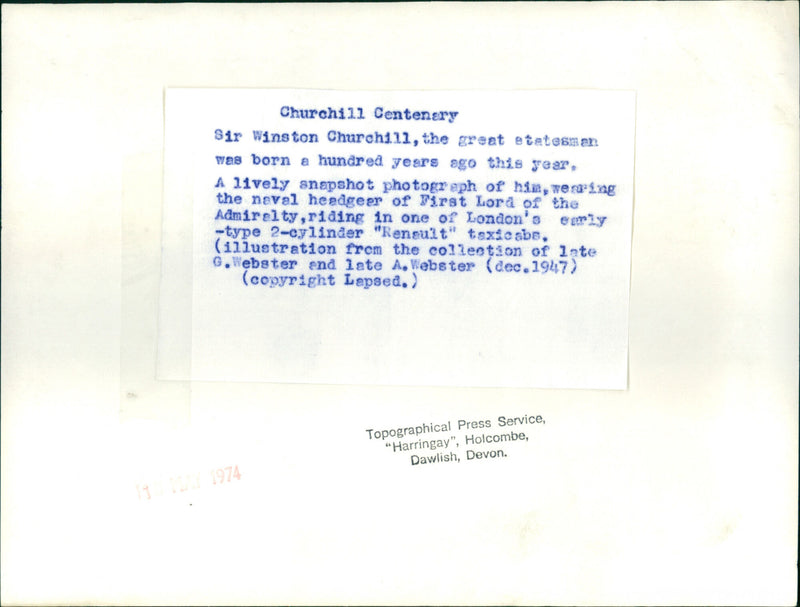 Churchill Centenary
Sir Winston Churchill,the great statesman
was born a hundred years ago this year.
A lively snapshot photograph of him,wearing
the naval headgear of First Lord of the
Admiralty,riding in one of London's early
-type 2-cylinder "Renault" taxicabs.
(illustration from the collection of late
G.Webster and late A.Webster (dec.1947)
(copyright Lapsed.)
Topographical Press Service,
"Harringay", Holcombe,
Dawlish, Devon.
MAY 1974